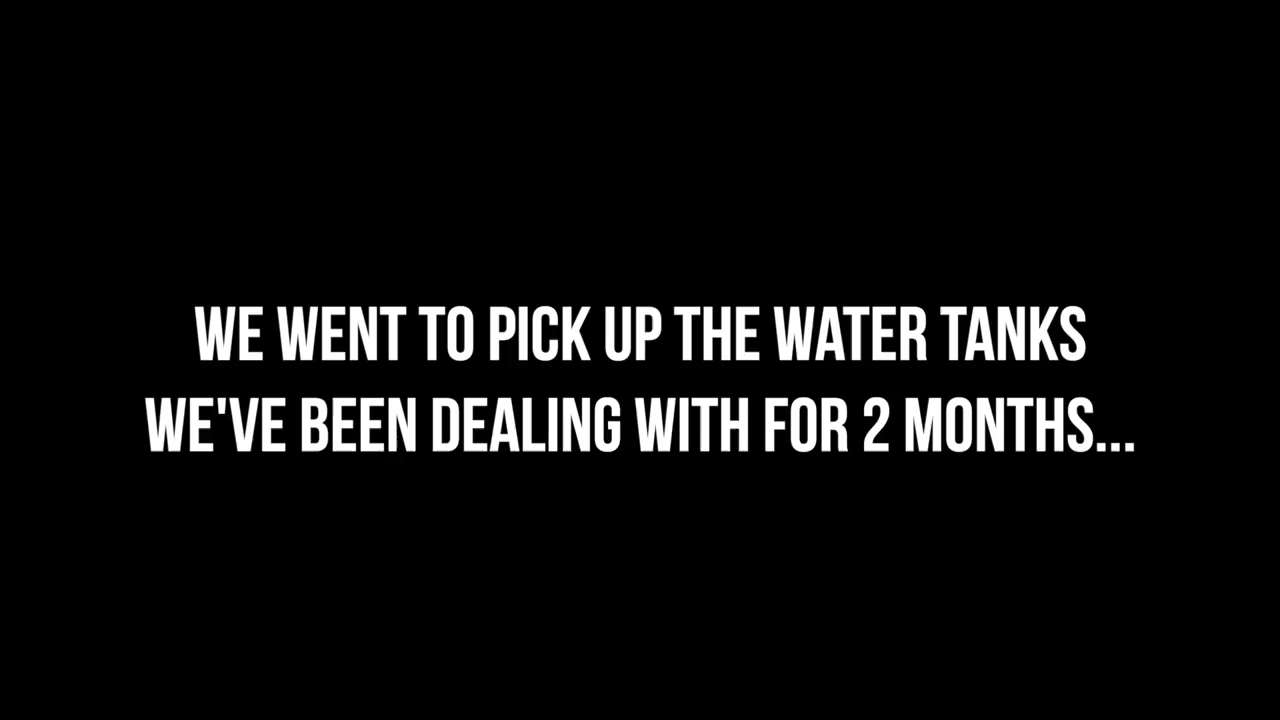 WE WENT TO PICK UP THE WATER TANKS
WE'VE BEEN DEALING WITH FOR 2 MONTHS...